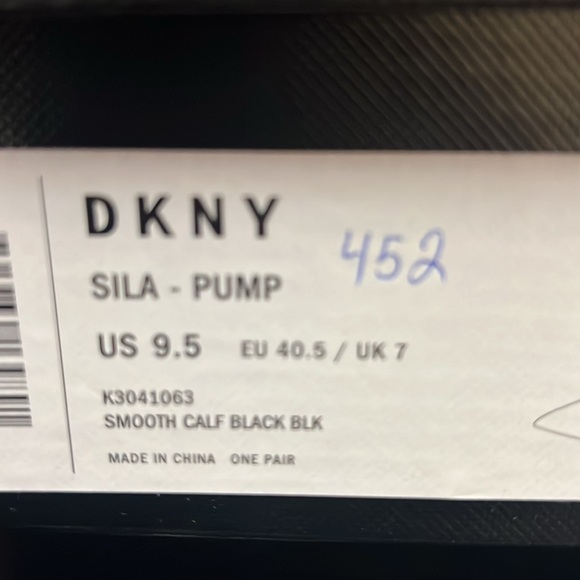 DKNY
452
SILA - PUMP
US 9.5 EU 40.5 / UK 7
K3041063
SMOOTH CALF BLACK BLK
MADE IN CHINA ONE PAIR